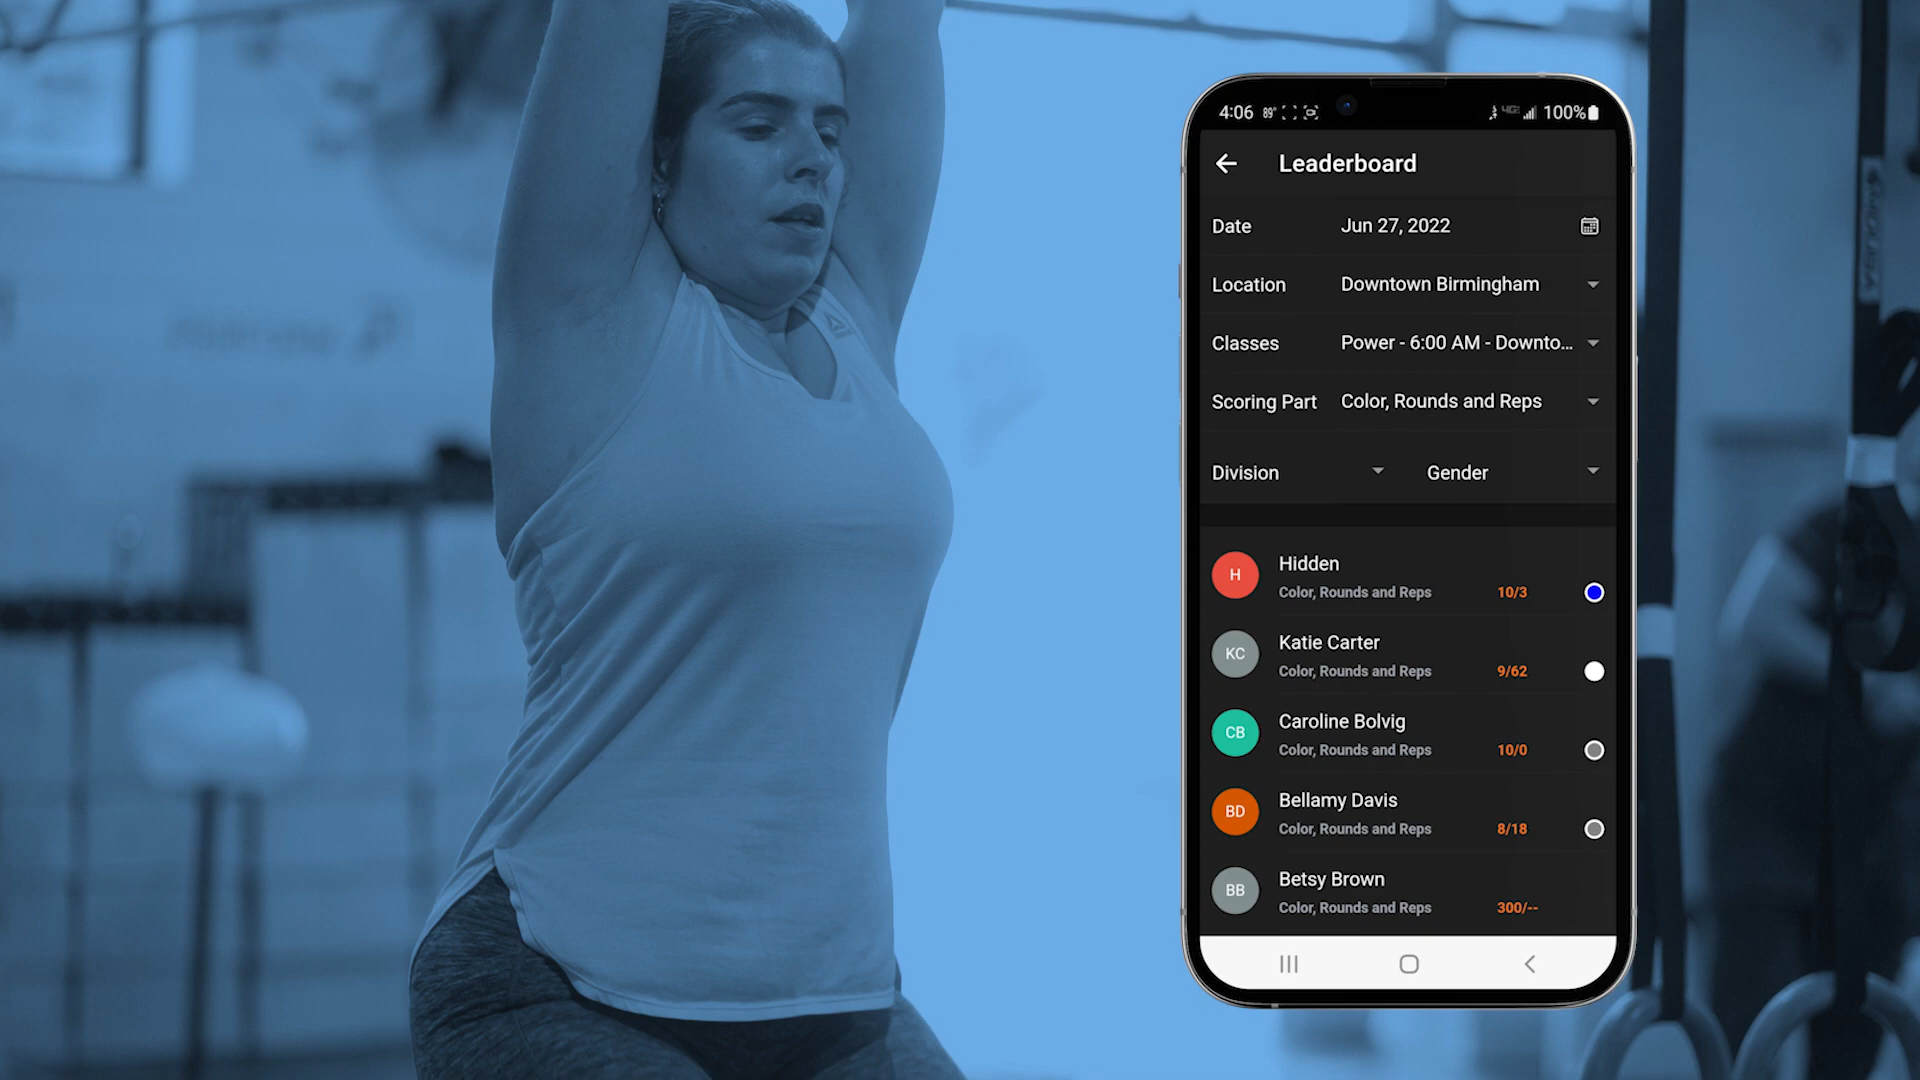 4:06 89° 4G 100%
Leaderboard
Date Jun 27, 2022
Location Downtown Birmingham
Classes Power - 6:00 AM - Downto...
Scoring Part Color, Rounds and Reps
Division Gender
H Hidden
Color, Rounds and Reps 10/3
KC Katie Carter
Color, Rounds and Reps 9/62
CB Caroline Bolvig
Color, Rounds and Reps 10/0
BD Bellamy Davis
Color, Rounds and Reps 8/18
BB Betsy Brown
Color, Rounds and Reps 300/--